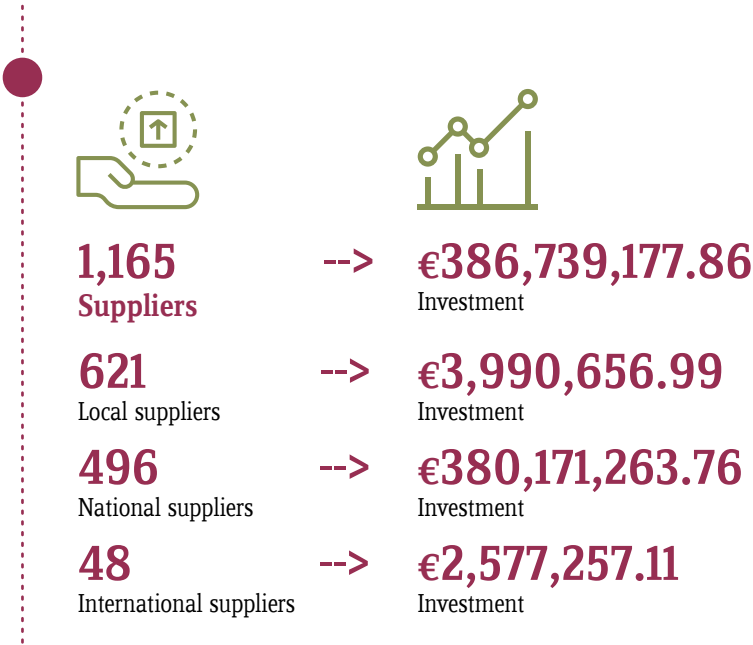 1,165 --> €386,739,177.86
Suppliers Investment
621 --> €3,990,656.99
Local suppliers Investment
496 --> €380,171,263.76
National suppliers Investment
48 --> €2,577,257.11
International suppliers Investment